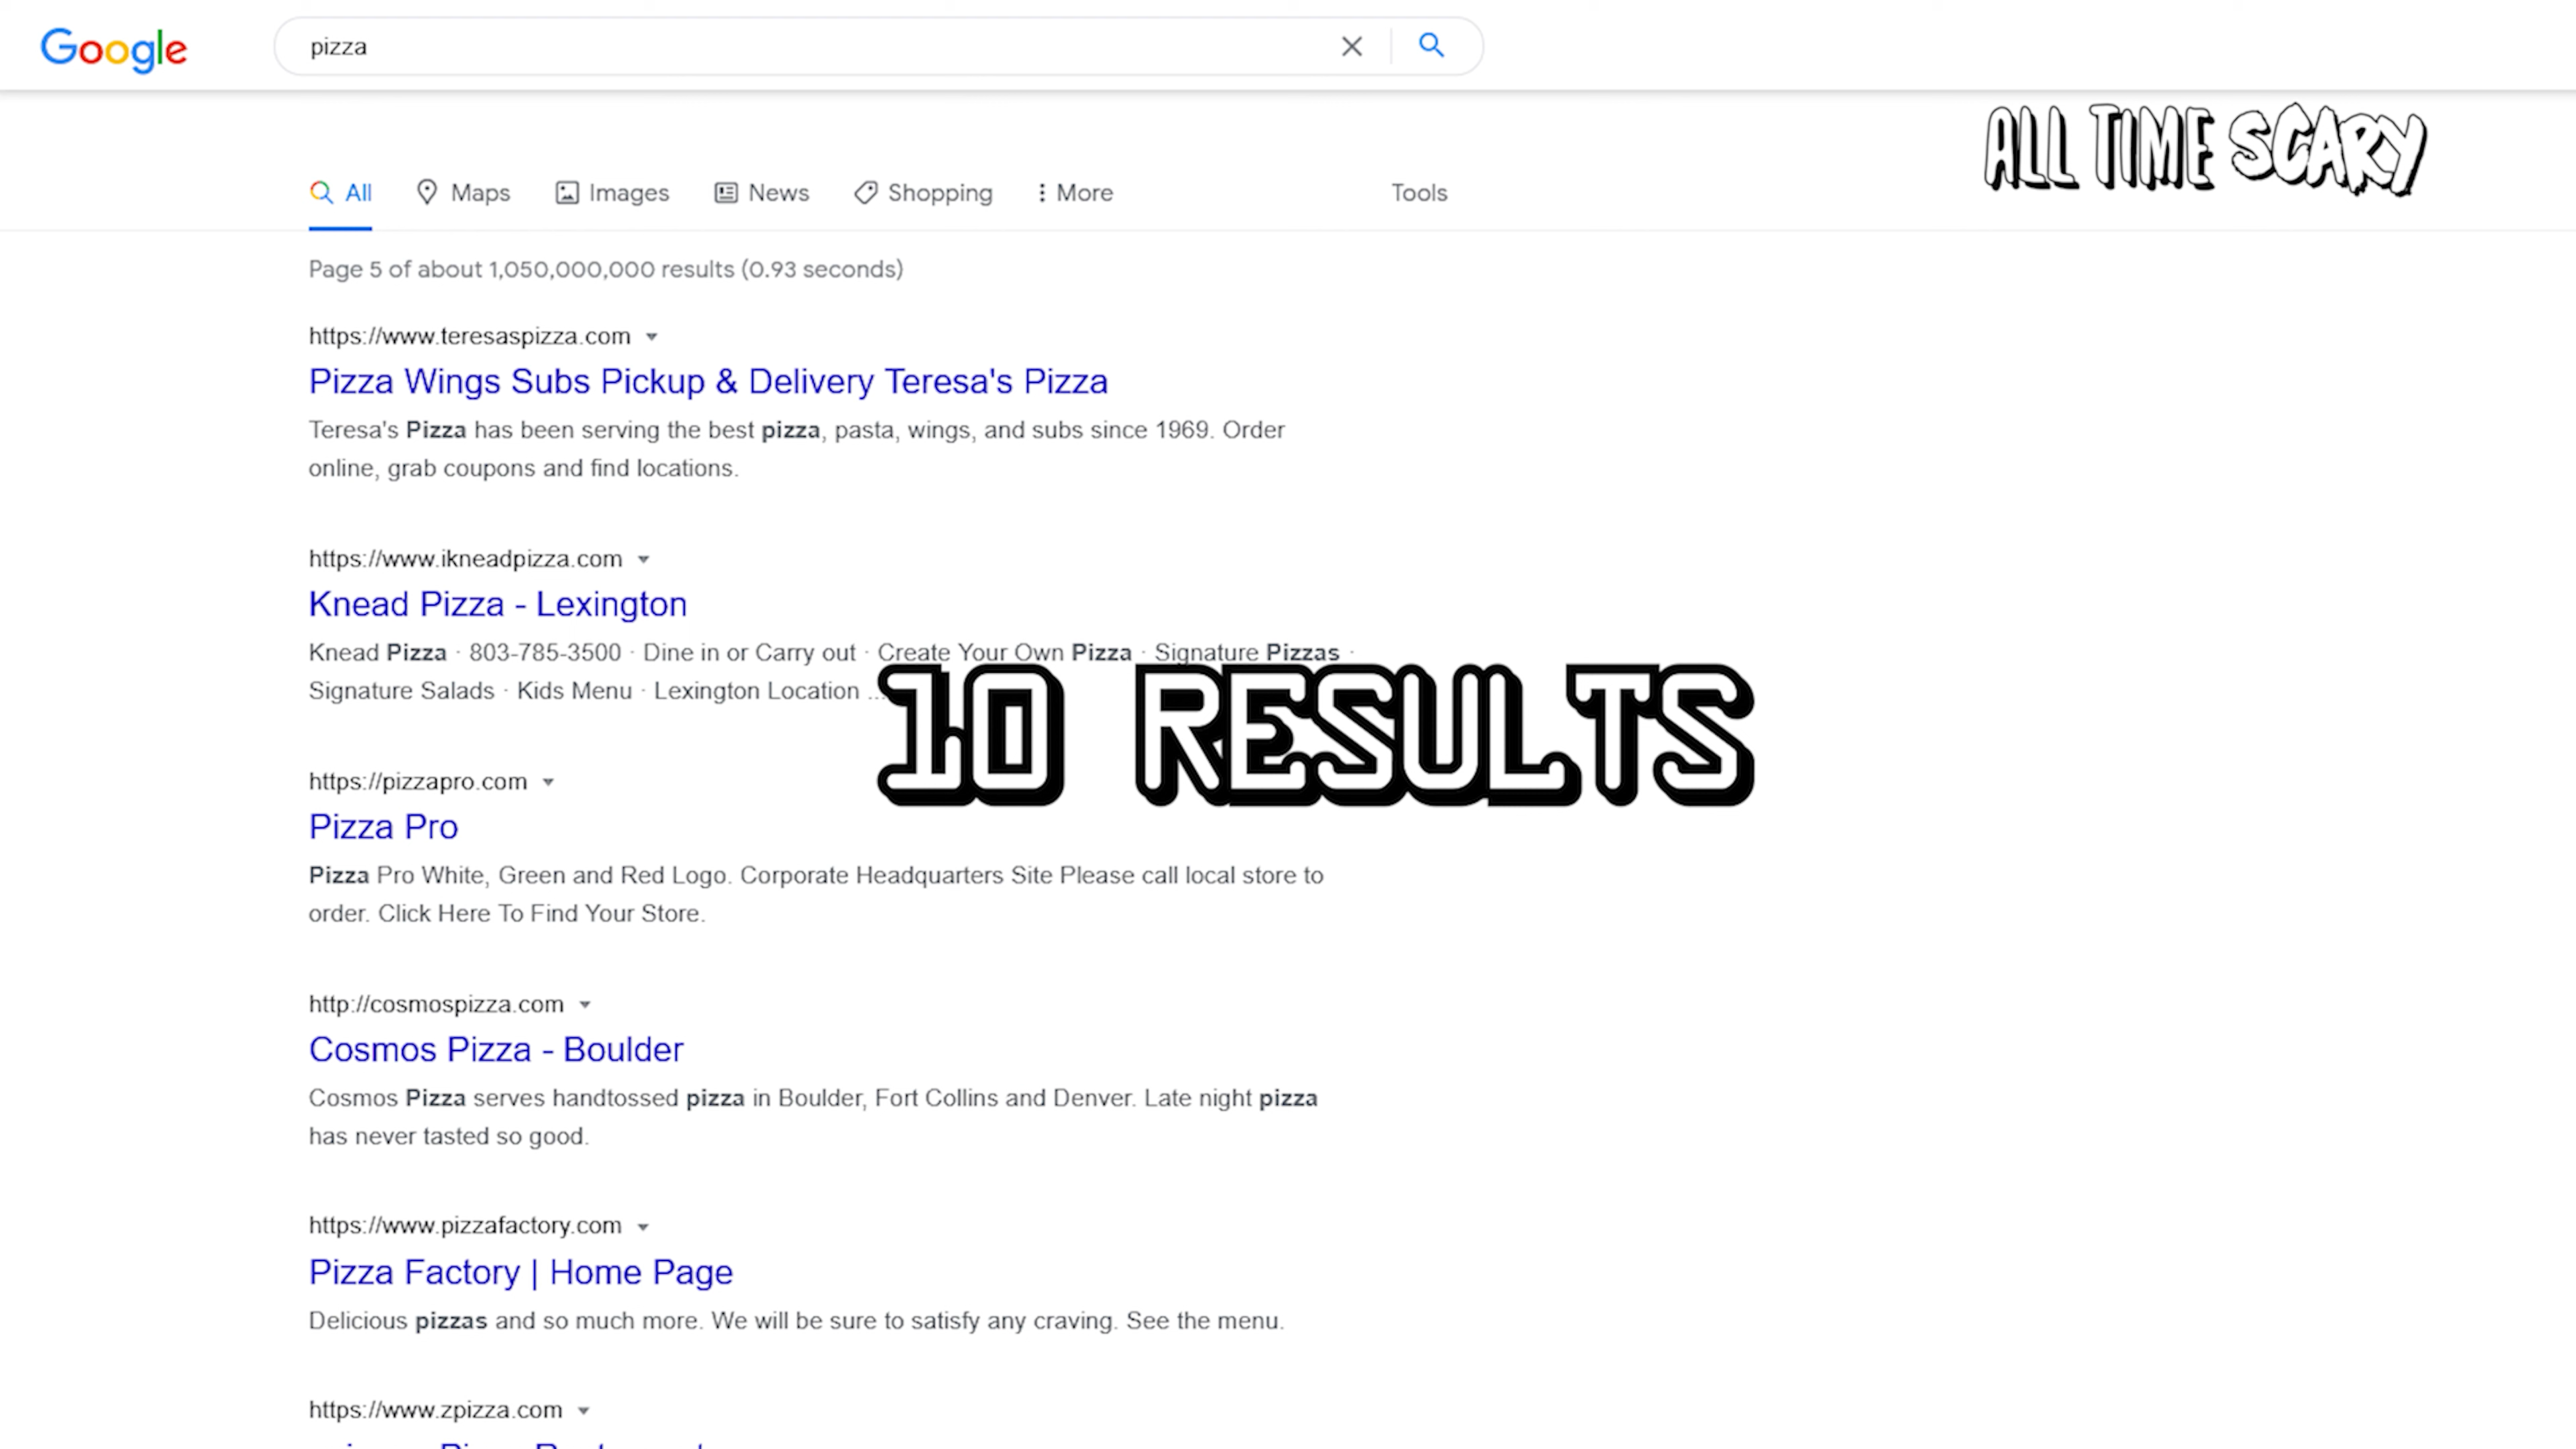 Google
pizza
ALL TIME SCARY
All Maps Images News Shopping More Tools
Page 5 of about 1,050,000,000 results (0.93 seconds)
https://www.teresaspizza.com
Pizza Wings Subs Pickup & Delivery Teresa's Pizza
Teresa's Pizza has been serving the best pizza, pasta, wings, and subs since 1969. Order
online, grab coupons and find locations.
https://www.ikneadpizza.com
Knead Pizza - Lexington
Knead Pizza · 803-785-3500 · Dine in or Carry out · Create Your Own Pizza · Signature Pizzas ·
Signature Salads · Kids Menu · Lexington Location ...
10 RESULTS
https://pizzapro.com
Pizza Pro
Pizza Pro White, Green and Red Logo. Corporate Headquarters Site Please call local store to
order. Click Here To Find Your Store.
http://cosmospizza.com
Cosmos Pizza - Boulder
Cosmos Pizza serves handtossed pizza in Boulder, Fort Collins and Denver. Late night pizza
has never tasted so good.
https://www.pizzafactory.com
Pizza Factory | Home Page
Delicious pizzas and so much more. We will be sure to satisfy any craving. See the menu.
https://www.zpizza.com